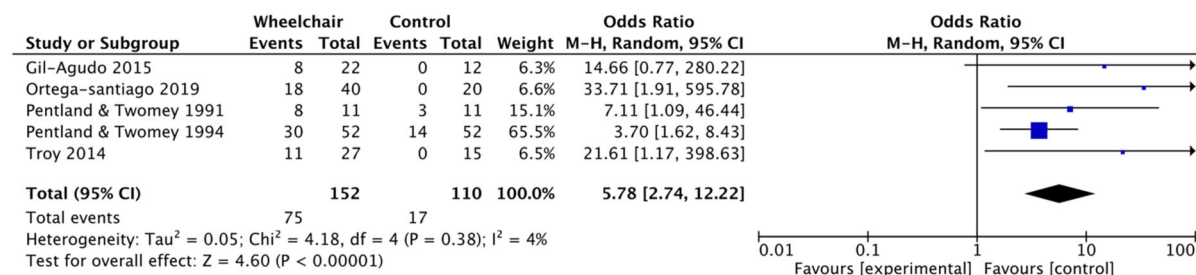 Wheelchair Control Odds Ratio Odds Ratio
Study or Subgroup Events Total Events Total Weight M-H, Random, 95% CI M-H, Random, 95% CI
Gil-Agudo 2015 8 22 0 12 6.3% 14.66 [0.77, 280.22]
Ortega-santiago 2019 18 40 0 20 6.6% 33.71 [1.91, 595.78]
Pentland & Twomey 1991 8 11 3 11 15.1% 7.11 [1.09, 46.44]
Pentland & Twomey 1994 30 52 14 52 65.5% 3.70 [1.62, 8.43]
Troy 2014 11 27 0 15 6.5% 21.61 [1.17, 398.63]
Total (95% CI) 152 110 100.0% 5.78 [2.74, 12.22]
Total events 75 17
Heterogeneity: Tau² = 0.05; Chi² = 4.18, df = 4 (P = 0.38); I² = 4%
Test for overall effect: Z = 4.60 (P < 0.00001)
0.01 0.1 1 10 100
Favours [experimental] Favours [control]